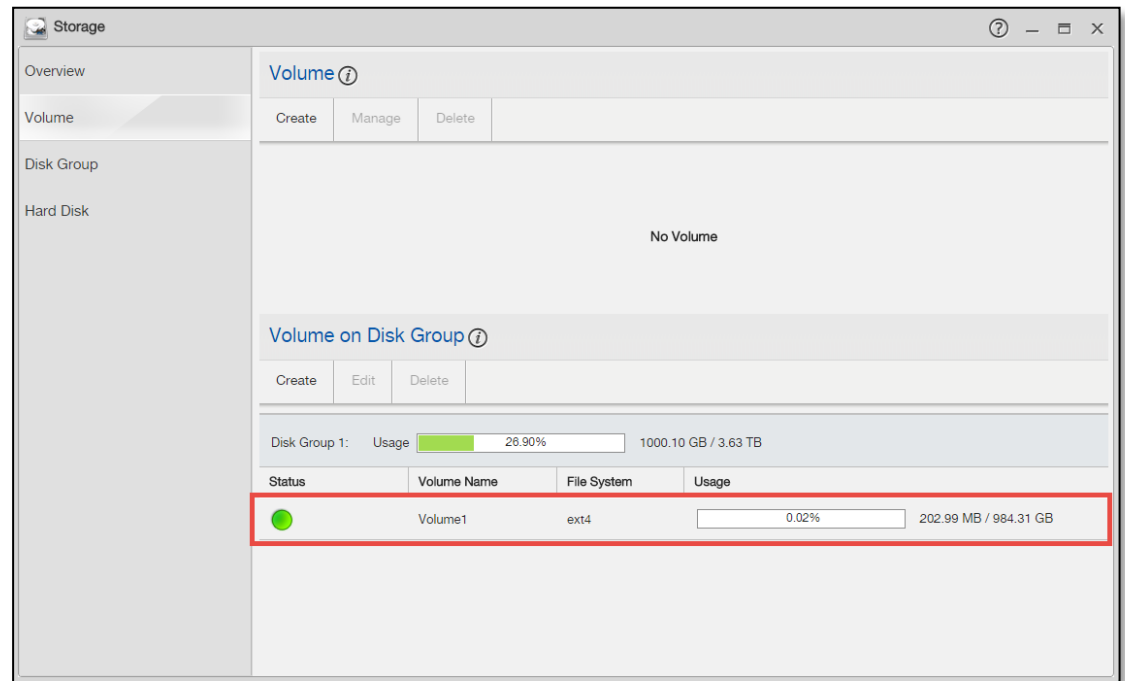 Storage
Overview
Volume
Disk Group
Hard Disk
Volume
Create Manage Delete
No Volume
Volume on Disk Group
Create Edit Delete
Disk Group 1: Usage 26.90% 1000.10 GB / 3.63 TB
Status Volume Name File System Usage
Volume1 ext4 0.02% 202.99 MB / 984.31 GB